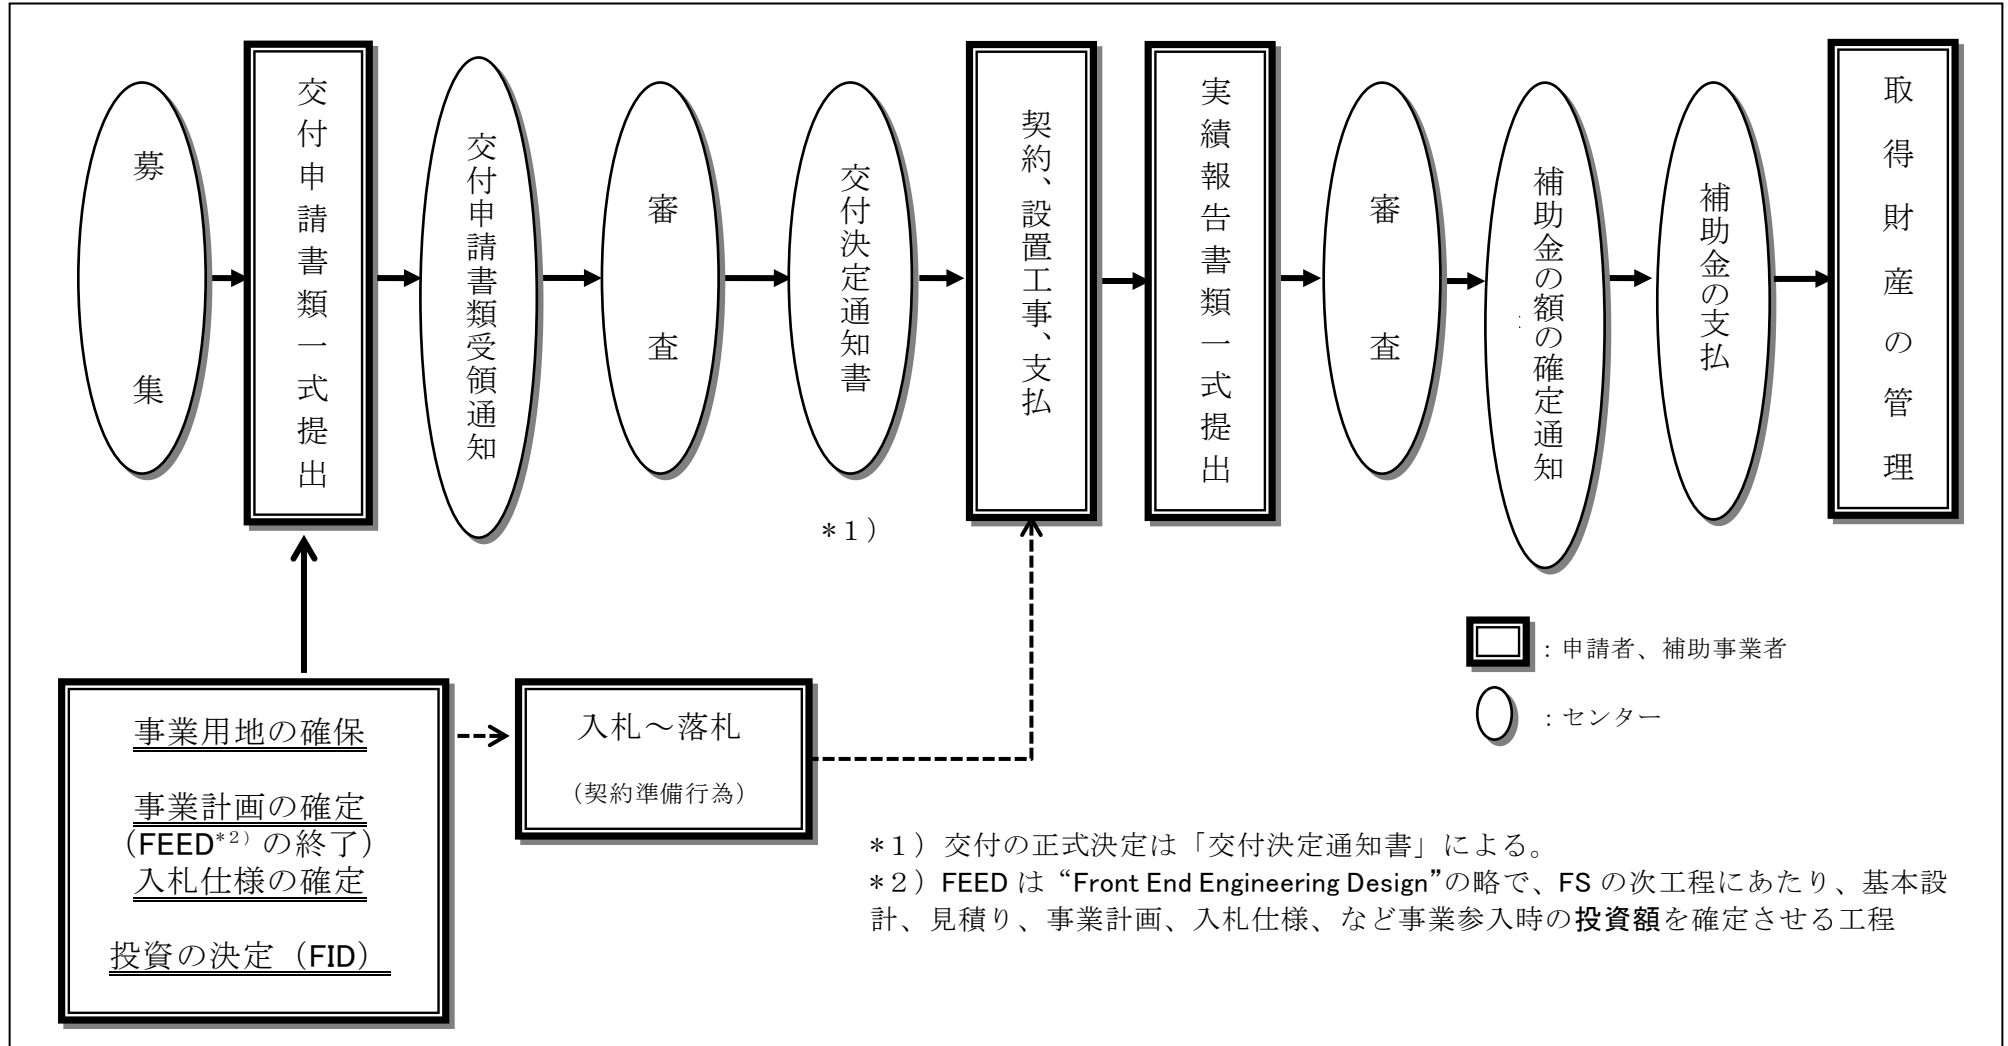 募集
交付申請書類一式提出
交付申請書類受領通知
審査
交付決定通知書
*1)
契約、設置工事、支払
実績報告書類一式提出
審査
補助金の額の確定通知
補助金の支払
取得財産の管理
事業用地の確保
事業計画の確定
(FEED*2)の終了)
入札仕様の確定
投資の決定(FID)
入札~落札
(契約準備行為)
:申請者、補助事業者
:センター
*1)交付の正式決定は「交付決定通知書」による。
*2)FEED は “Front End Engineering Design”の略で、FS の次工程にあたり、基本設
計、見積り、事業計画、入札仕様、など事業参入時の投資額を確定させる工程